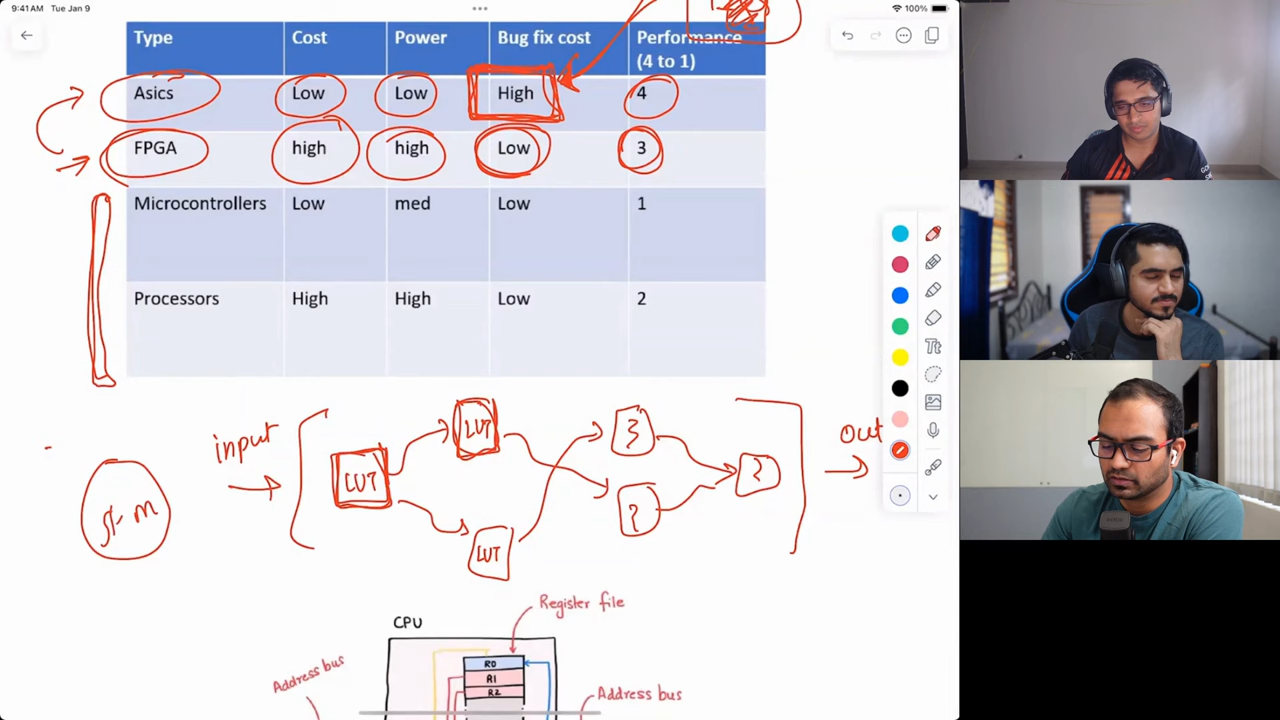 9:41 AM Tue Jan 9
100%
Type Cost Power Bug fix cost Performance
(4 to 1)
Asics Low Low High 4
FPGA high high Low 3
Microcontrollers Low med Low 1
Processors High High Low 2
Tt
input
out
LUT
LUT
LUT
3
?
?
CPU
Register file
Address bus
R0
R1
R2
Address bus